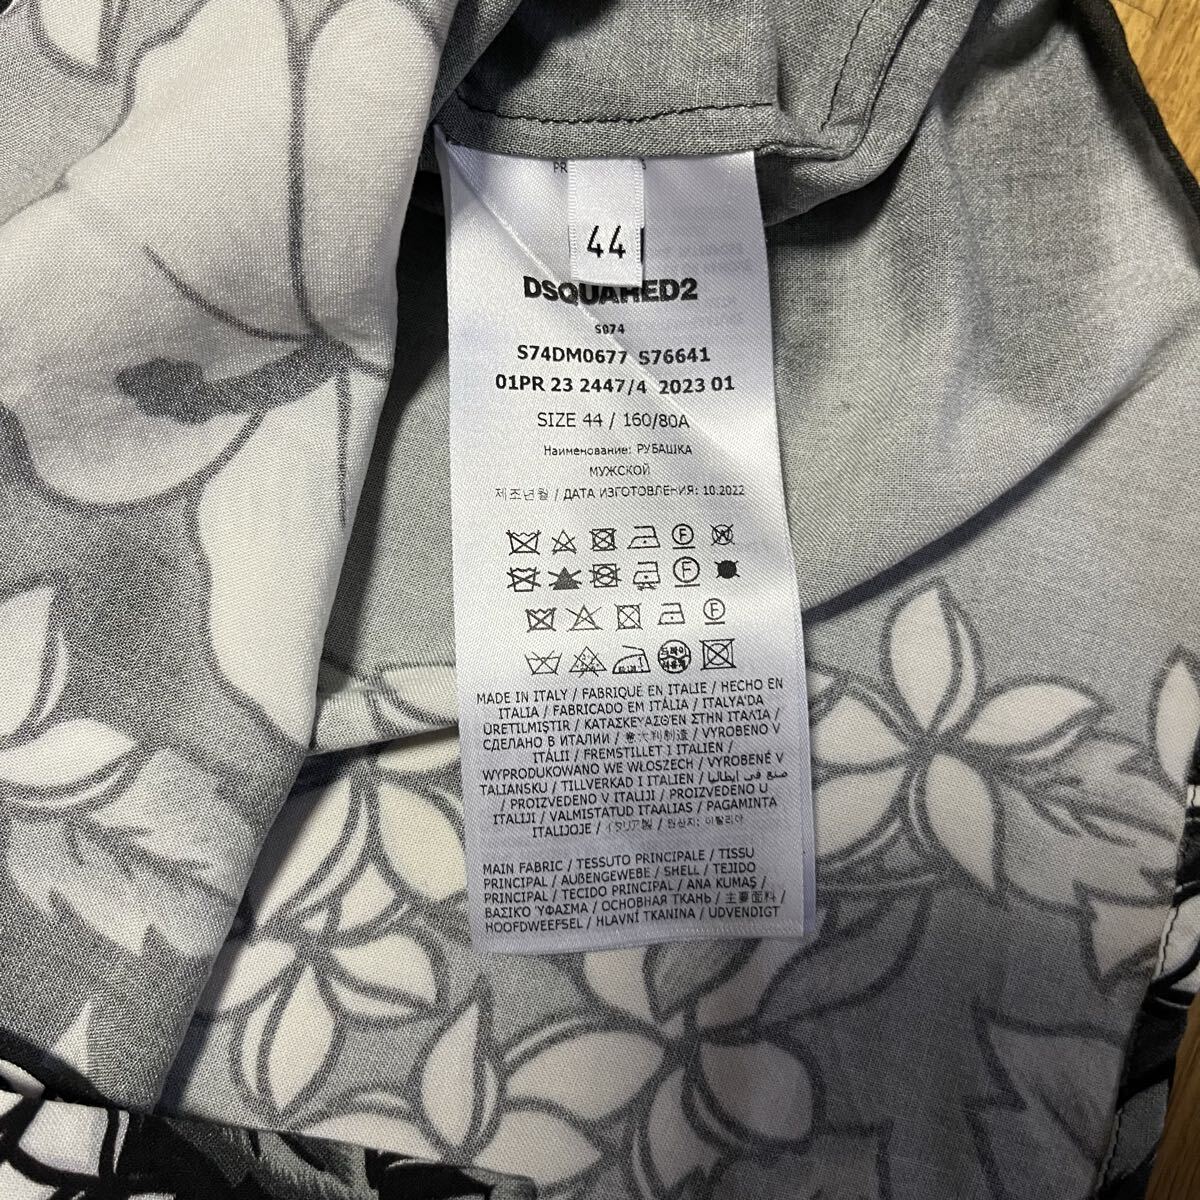 44
DSQUARED2
S074
S74DM0677 S76641
01PR 23 2447/4 2023 01
SIZE 44 / 160/80A
Наименование: РУБАШКА
МУЖСКОЙ
제조년월 / ДАТА ИЗГОТОВЛЕНИЯ: 10.2022
F W
F
F
드라이
MADE IN ITALY / FABRIQUE EN ITALIE / HECHO EN
ITALIA / FABRICADO EM ITÁLIA / ITALYA'DA
ÜRETILMIŞTIR / ΚΑΤΑΣΚΕΥΑΣΘΕΝ ΣΤΗΝ ΙΤΑΛΙΑ /
СДЕЛАНО В ИТАЛИИ / 意大利制造 / VYROBENO V
ITÁLII / FREMSTILLET I ITALIEN /
WYPRODUKOWANO WE WŁOSZECH / VYROBENÉ V
TALIANSKU / TILLVERKAD I ITALIEN / صنع في ايطاليا
/ PROIZVEDENO V ITALIJI / PROIZVEDENO U
ITALIJI / VALMISTATUD ITAALIAS / PAGAMINTA
ITALIJOJE / イタリア製 / 원산지: 이탈리아
MAIN FABRIC / TESSUTO PRINCIPALE / TISSU
PRINCIPAL / AUßENGEWEBE / SHELL / TEJIDO
PRINCIPAL / TECIDO PRINCIPAL / ANA KUMAŞ /
ΒΑΣΙΚΟ ΎΦΑΣΜΑ / ОСНОВНАЯ ТКАНЬ / 主要面料 /
HOOFDWEEFSEL / HLAVNÍ TKANINA / UDVENDIGT